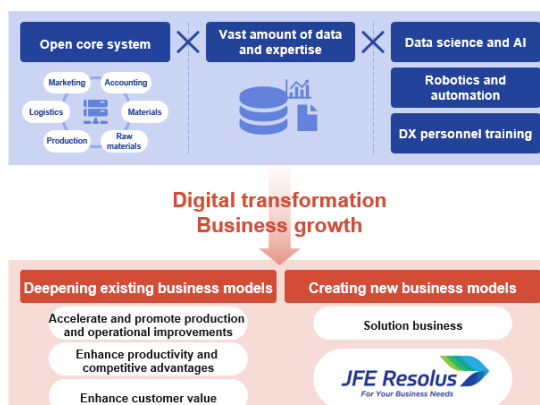 Open core system
Vast amount of data
and expertise
Data science and AI
Robotics and
automation
DX personnel training
Marketing
Accounting
Logistics
Materials
Production
Raw
materials
Digital transformation
Business growth
Deepening existing business models
Creating new business models
Accelerate and promote production
and operational improvements
Enhance productivity and
competitive advantages
Enhance customer value
Solution business
JFE Resolus
For Your Business Needs